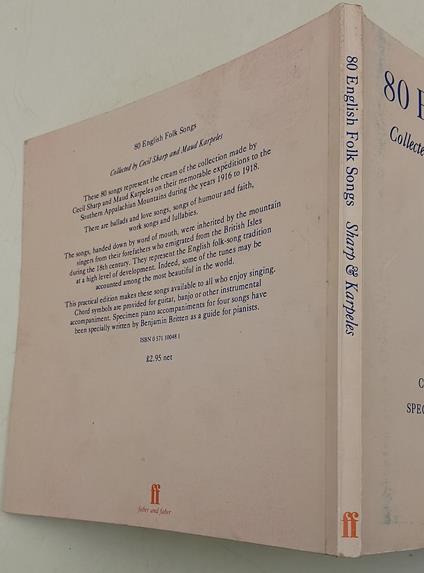 80 English Folk Songs
Collected by Cecil Sharp and Maud Karpeles
These 80 songs represent the cream of the collection made by
Cecil Sharp and Maud Karpeles on their memorable expeditions to the
Southern Appalachian Mountains during the years 1916 to 1918.
There are ballads and love songs, songs of humour and faith,
work songs and lullabies.
The songs, handed down by word of mouth, were inherited by the mountain
singers from their forefathers who emigrated from the British Isles
during the 18th century. They represent the English folk-song tradition
at a high level of development. Indeed, some of the tunes may be
accounted among the most beautiful in the world.
This practical edition makes these songs available to all who enjoy singing.
Chord symbols are provided for guitar, banjo or other instrumental
accompaniment. Specimen piano accompaniments for four songs have
been specially written by Benjamin Britten as a guide for pianists.
ISBN 0 571 10048 1
£2.95 net
ff
faber and faber
80 English Folk Songs Sharp & Karpeles
ff
80 E
Collecte
C
SPEC